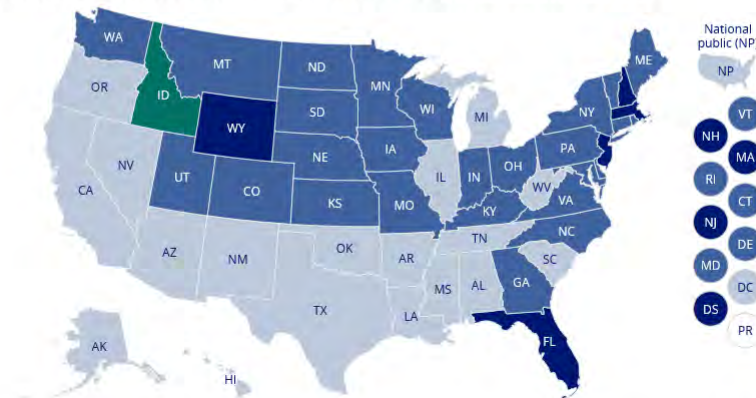 National
public (NP
NP
WA
OR
CA
NV
ID
MT
WY
UT
AZ
CO
NM
ND
SD
NE
KS
OK
TX
MN
IA
MO
AR
LA
WI
IL
MI
IN
OH
KY
TN
MS
AL
GA
FL
SC
NC
VA
WV
PA
NY
ME
AK
HI
VT
NH
MA
RI
CT
NJ
DE
MD
DC
DS
PR